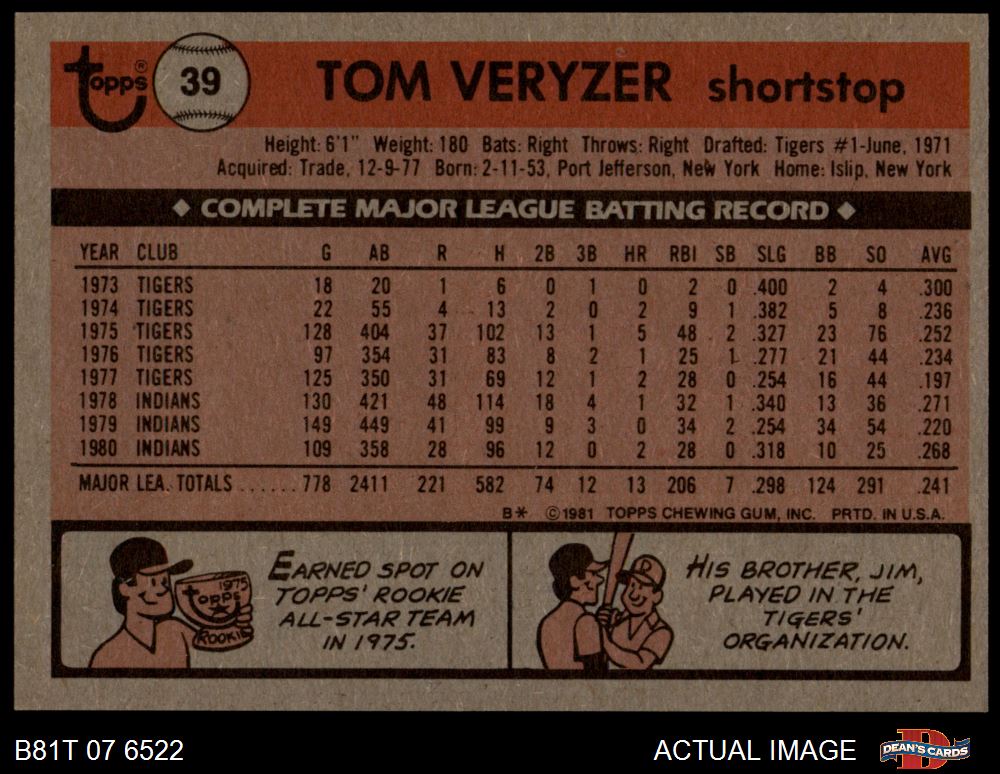 Topps® 39 TOM VERYZER shortstop
Height: 6'1" Weight: 180 Bats: Right Throws: Right Drafted: Tigers #1-June, 1971
Acquired: Trade, 12-9-77 Born: 2-11-53, Port Jefferson, New York Home: Islip, New York
◆ COMPLETE MAJOR LEAGUE BATTING RECORD ◆
YEAR CLUB G AB R H 2B 3B HR RBI SB SLG BB SO AVG
1973 TIGERS 18 20 1 6 0 1 0 2 0 .400 2 4 .300
1974 TIGERS 22 55 4 13 2 0 2 9 1 .382 5 8 .236
1975 TIGERS 128 404 37 102 13 1 5 48 2 .327 23 76 .252
1976 TIGERS 97 354 31 83 8 2 1 25 1 .277 21 44 .234
1977 TIGERS 125 350 31 69 12 1 2 28 0 .254 16 44 .197
1978 INDIANS 130 421 48 114 18 4 1 32 1 .340 13 36 .271
1979 INDIANS 149 449 41 99 9 3 0 34 2 .254 34 54 .220
1980 INDIANS 109 358 28 96 12 0 2 28 0 .318 10 25 .268
MAJOR LEA. TOTALS ...... 778 2411 221 582 74 12 13 206 7 .298 124 291 .241
B* ©1981 TOPPS CHEWING GUM, INC. PRTD. IN U.S.A.
EARNED SPOT ON
TOPPS' ROOKIE
ALL-STAR TEAM
IN 1975.
1975
Topps
ROOKIE
HIS BROTHER, JIM,
PLAYED IN THE
TIGERS'
ORGANIZATION.
B81T 07 6522
ACTUAL IMAGE
DEAN'S CARDS